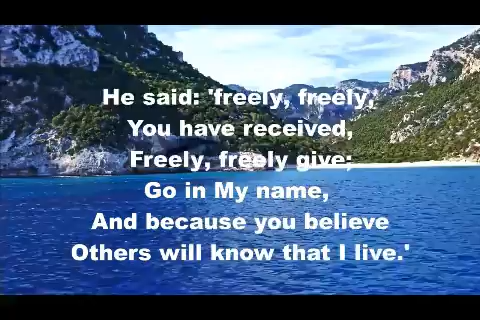 He said: 'freely, freely,
You have received,
Freely, freely give;
Go in My name,
And because you believe
Others will know that I live.'